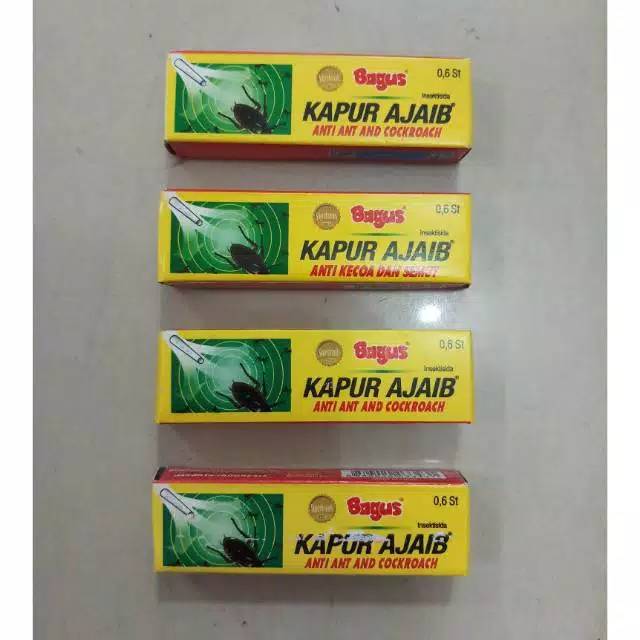 Bagus
0,6 St
Insektisida
KAPUR AJAIB
ANTI ANT AND COCKROACH
Bagus
0,6 St
Insektisida
KAPUR AJAIB
ANTI KECOA DAN SEMUT
Bagus
0,6 St
Insektisida
KAPUR AJAIB
ANTI ANT AND COCKROACH
Bagus
0,6 St
Insektisida
KAPUR AJAIB
ANTI ANT AND COCKROACH